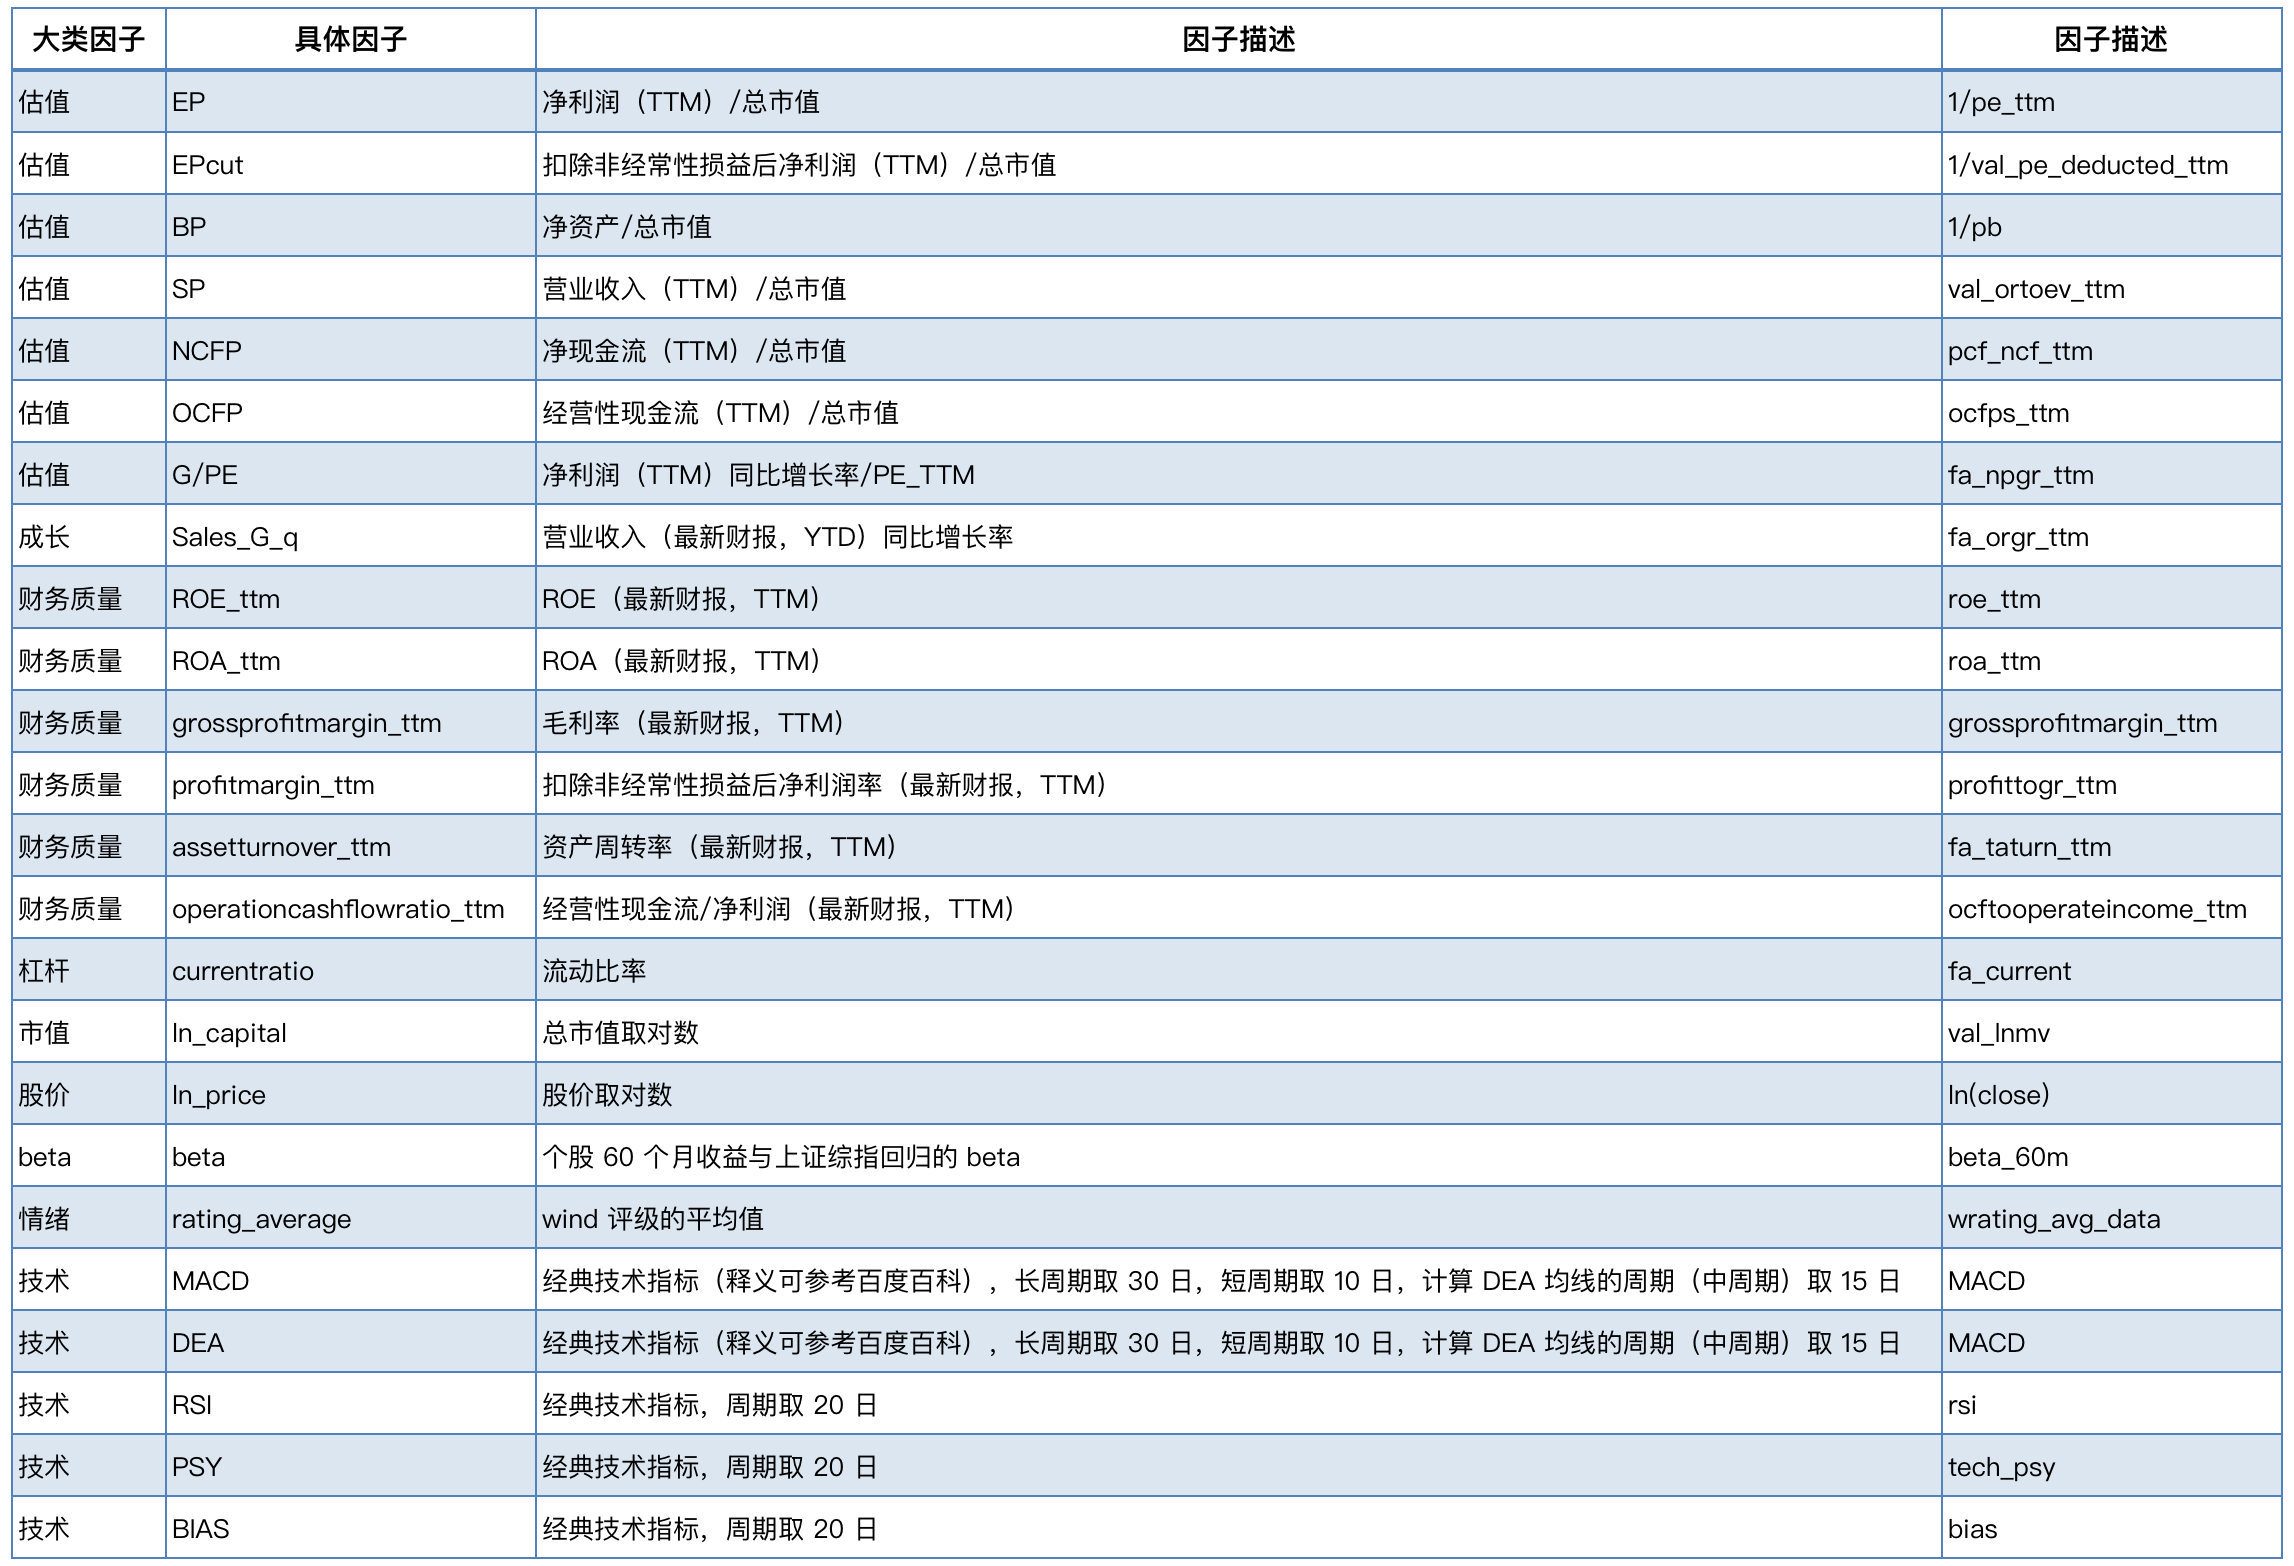 大类因子 具体因子 因子描述 因子描述
估值 EP 净利润（TTM）/总市值 1/pe_ttm
估值 EPcut 扣除非经常性损益后净利润（TTM）/总市值 1/val_pe_deducted_ttm
估值 BP 净资产/总市值 1/pb
估值 SP 营业收入（TTM）/总市值 val_ortoev_ttm
估值 NCFP 净现金流（TTM）/总市值 pcf_ncf_ttm
估值 OCFP 经营性现金流（TTM）/总市值 ocfps_ttm
估值 G/PE 净利润（TTM）同比增长率/PE_TTM fa_npgr_ttm
成长 Sales_G_q 营业收入（最新财报，YTD）同比增长率 fa_orgr_ttm
财务质量 ROE_ttm ROE（最新财报，TTM） roe_ttm
财务质量 ROA_ttm ROA（最新财报，TTM） roa_ttm
财务质量 grossprofitmargin_ttm 毛利率（最新财报，TTM） grossprofitmargin_ttm
财务质量 profitmargin_ttm 扣除非经常性损益后净利润率（最新财报，TTM） profittogr_ttm
财务质量 assetturnover_ttm 资产周转率（最新财报，TTM） fa_taturn_ttm
财务质量 operationcashflowratio_ttm 经营性现金流/净利润（最新财报，TTM） ocftooperateincome_ttm
杠杆 currentratio 流动比率 fa_current
市值 ln_capital 总市值取对数 val_lnmv
股价 ln_price 股价取对数 ln(close)
beta beta 个股 60 个月收益与上证综指回归的 beta beta_60m
情绪 rating_average wind 评级的平均值 wrating_avg_data
技术 MACD 经典技术指标（释义可参考百度百科），长周期取 30 日，短周期取 10 日，计算 DEA 均线的周期（中周期）取 15 日 MACD
技术 DEA 经典技术指标（释义可参考百度百科），长周期取 30 日，短周期取 10 日，计算 DEA 均线的周期（中周期）取 15 日 MACD
技术 RSI 经典技术指标，周期取 20 日 rsi
技术 PSY 经典技术指标，周期取 20 日 tech_psy
技术 BIAS 经典技术指标，周期取 20 日 bias